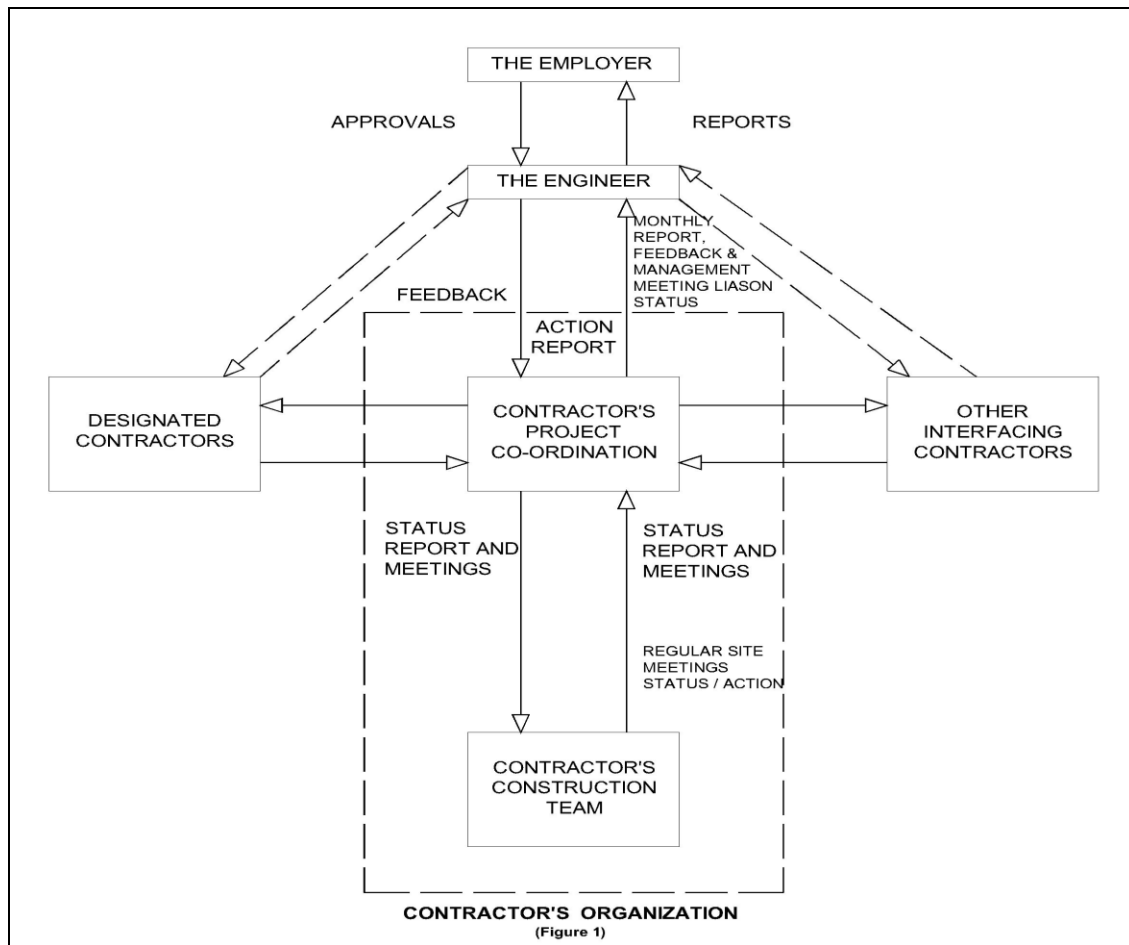 THE EMPLOYER
APPROVALS
REPORTS
THE ENGINEER
MONTHLY
REPORT,
FEEDBACK &
MANAGEMENT
MEETING LIASON
STATUS
FEEDBACK
ACTION
REPORT
DESIGNATED
CONTRACTORS
CONTRACTOR'S
PROJECT
CO-ORDINATION
OTHER
INTERFACING
CONTRACTORS
STATUS
REPORT AND
MEETINGS
STATUS
REPORT AND
MEETINGS
REGULAR SITE
MEETINGS
STATUS / ACTION
CONTRACTOR'S
CONSTRUCTION
TEAM
CONTRACTOR'S ORGANIZATION
(Figure 1)